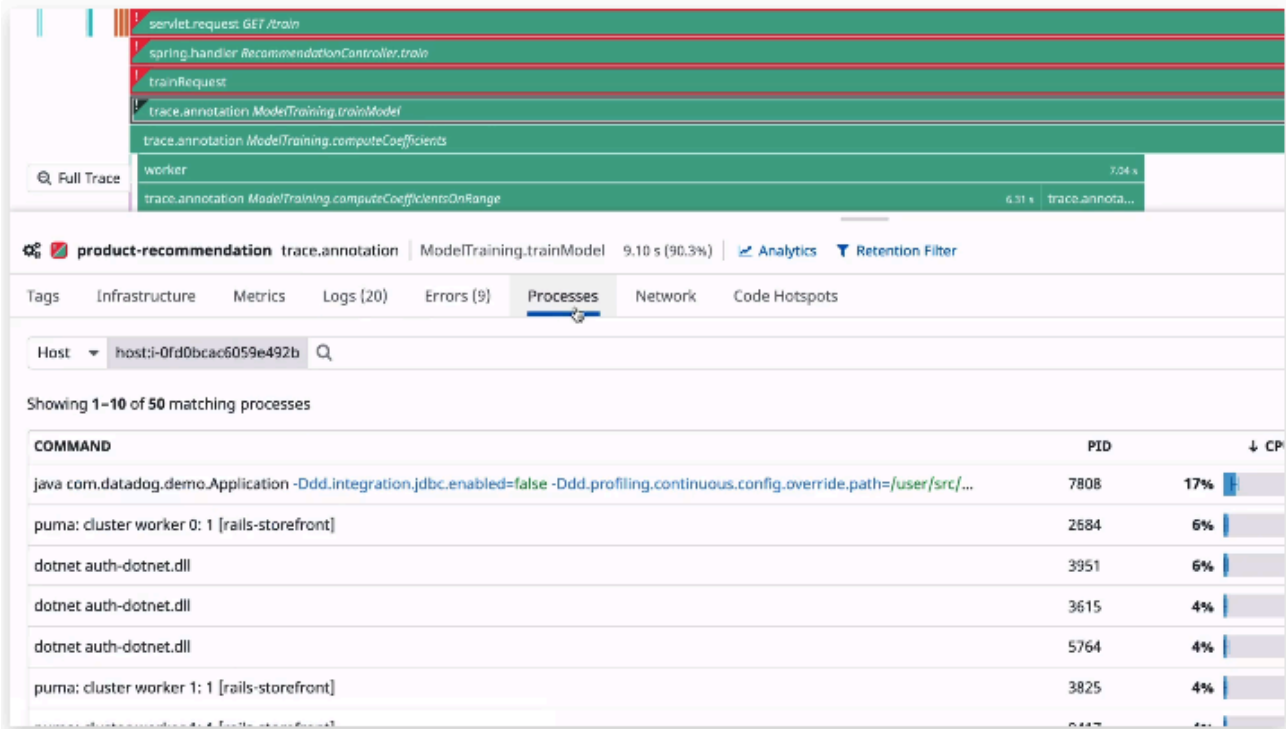 ! servlet.request GET /train
! spring.handler RecommendationController.train
! trainRequest
! trace.annotation ModelTraining.trainModel
trace.annotation ModelTraining.computeCoefficients
Full Trace worker 7.04 s
trace.annotation ModelTraining.computeCoefficientsOnRange 6.31 s trace.annota...
product-recommendation trace.annotation ModelTraining.trainModel 9.10 s (90.3%) Analytics Retention Filter
Tags Infrastructure Metrics Logs (20) Errors (9) Processes Network Code Hotspots
Host host:i-0fd0bcac6059e492b
Showing 1–10 of 50 matching processes
COMMAND PID ↓ CP
java com.datadog.demo.Application -Ddd.integration.jdbc.enabled=false -Ddd.profiling.continuous.config.override.path=/user/src/... 7808 17%
puma: cluster worker 0: 1 [rails-storefront] 2684 6%
dotnet auth-dotnet.dll 3951 6%
dotnet auth-dotnet.dll 3615 4%
dotnet auth-dotnet.dll 5764 4%
puma: cluster worker 1: 1 [rails-storefront] 3825 4%